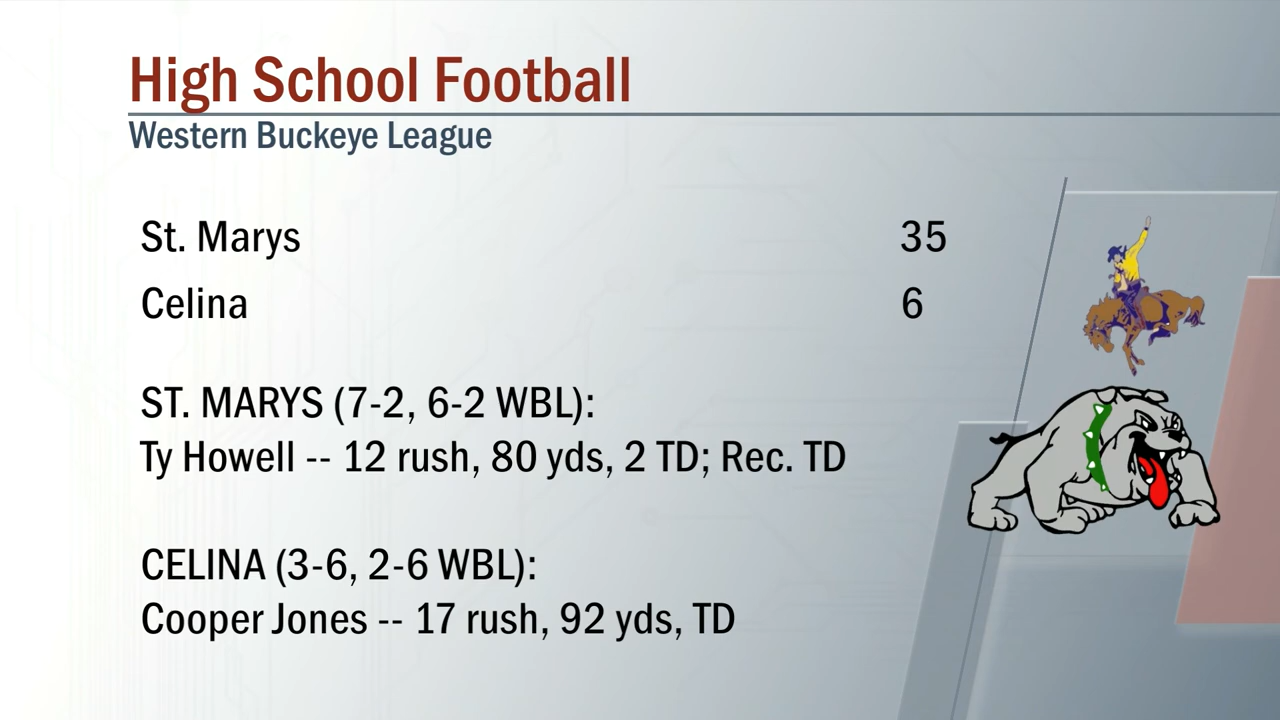 High School Football
Western Buckeye League
St. Marys 35
Celina 6
ST. MARYS (7-2, 6-2 WBL):
Ty Howell -- 12 rush, 80 yds, 2 TD; Rec. TD
CELINA (3-6, 2-6 WBL):
Cooper Jones -- 17 rush, 92 yds, TD